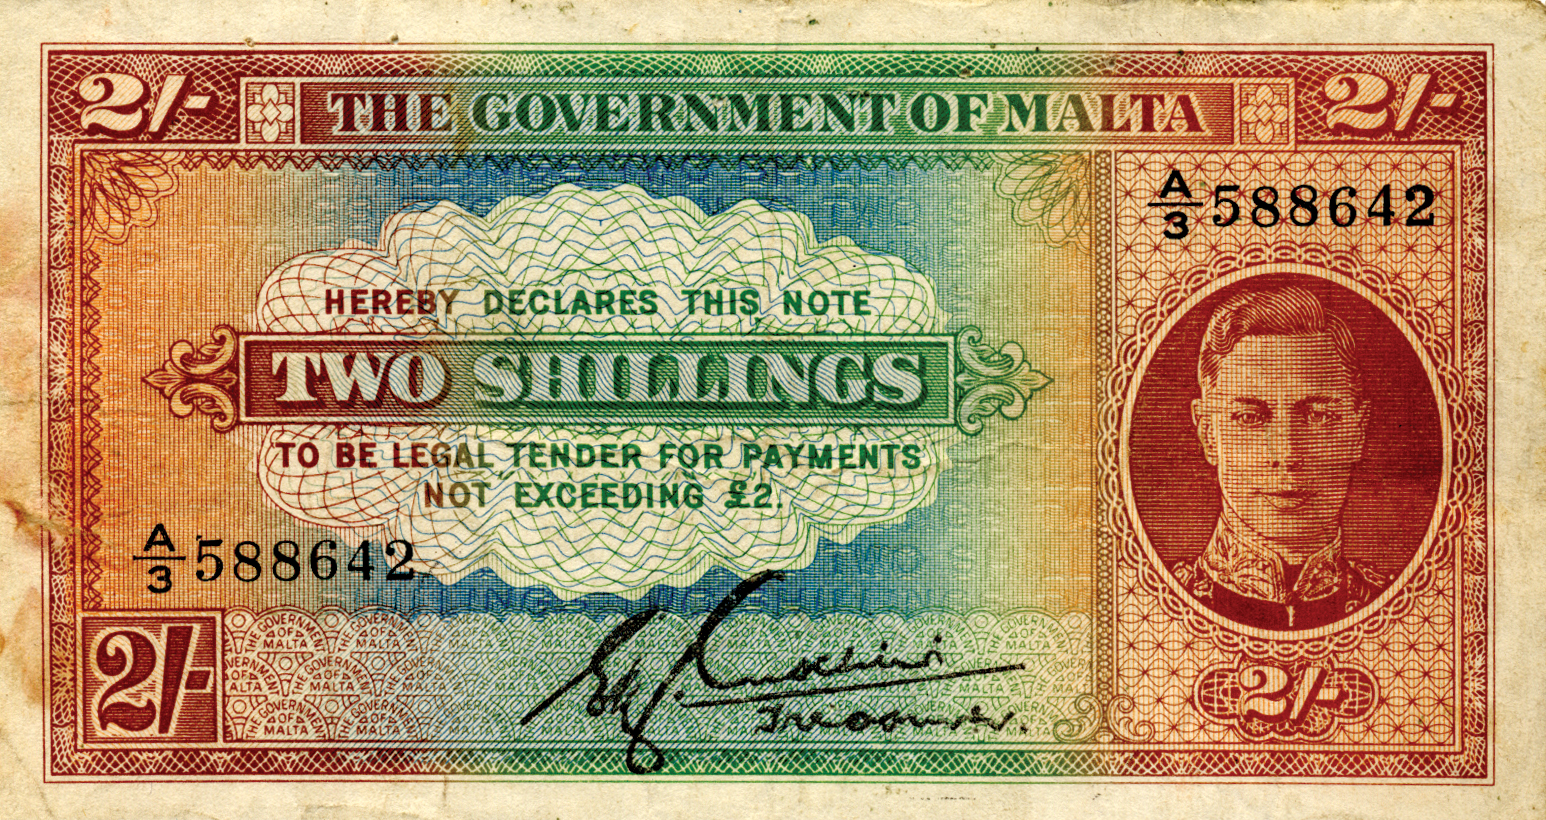 2/- THE GOVERNMENT OF MALTA 2/-
A/3 588642
HEREBY DECLARES THIS NOTE
TWO SHILLINGS
TO BE LEGAL TENDER FOR PAYMENTS
NOT EXCEEDING £2.
A/3 588642
2/-
Treasurer.
2/-